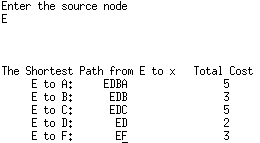 Enter the source node
E
The Shortest Path from E to x Total Cost
E to A: EDBA 5
E to B: EDB 3
E to C: EDC 5
E to D: ED 2
E to F: EF 3